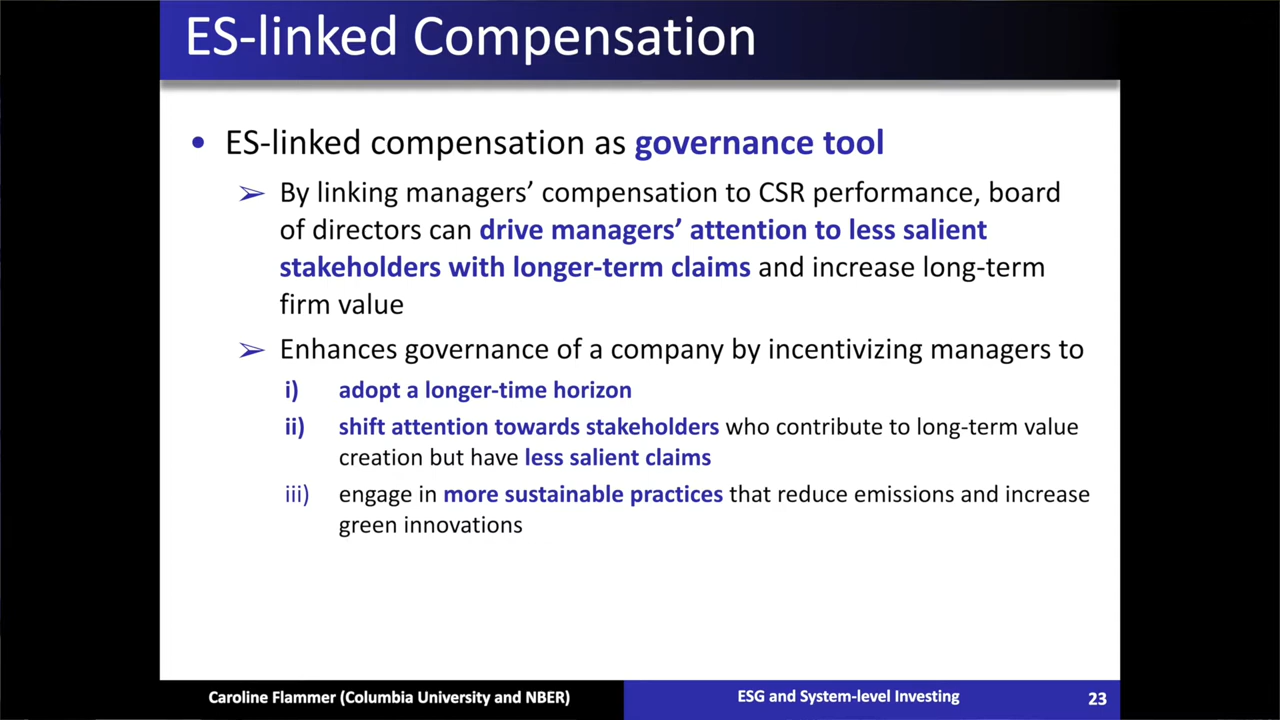 ES-linked Compensation
• ES-linked compensation as governance tool
➢ By linking managers’ compensation to CSR performance, board
of directors can drive managers’ attention to less salient
stakeholders with longer-term claims and increase long-term
firm value
➢ Enhances governance of a company by incentivizing managers to
i) adopt a longer-time horizon
ii) shift attention towards stakeholders who contribute to long-term value
creation but have less salient claims
iii) engage in more sustainable practices that reduce emissions and increase
green innovations
Caroline Flammer (Columbia University and NBER) ESG and System-level Investing 23